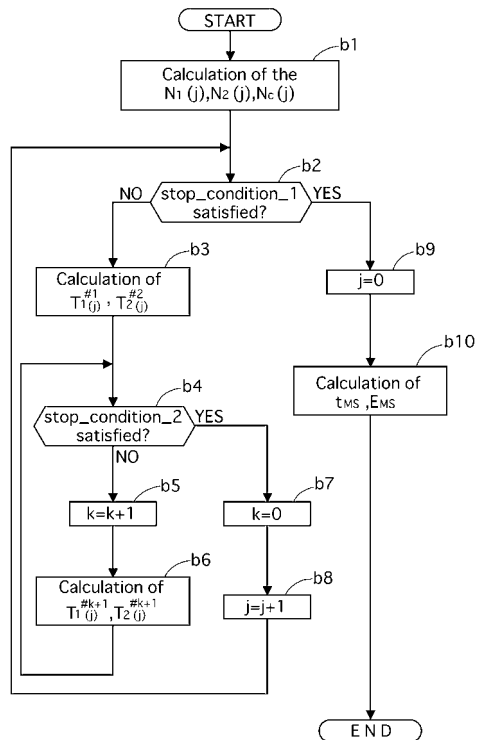 START
b1
Calculation of the
N1(j),N2(j),Nc(j)
b2
NO
stop_condition_1
satisfied?
YES
b3
Calculation of
T1(j)#1 , T2(j)#2
b9
j=0
b10
Calculation of
tMS ,EMS
b4
stop_condition_2
satisfied?
YES
NO
b5
k=k+1
b7
k=0
b6
Calculation of
T1(j)#k+1,T2(j)#k+1
b8
j=j+1
END